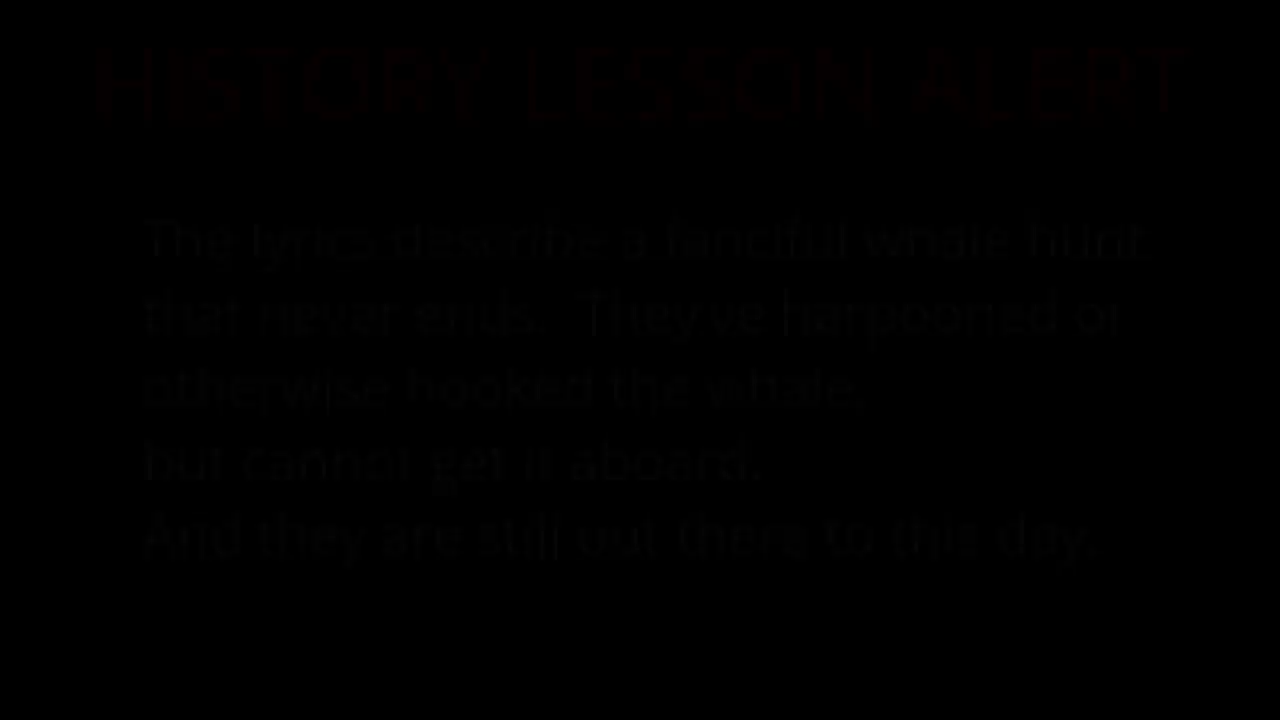 HISTORY LESSON ALERT
The lyrics describe a fanciful whale hunt
that never ends. They've harpooned or
otherwise hooked the whale,
but cannot get it aboard.
And they are still out there to this day.